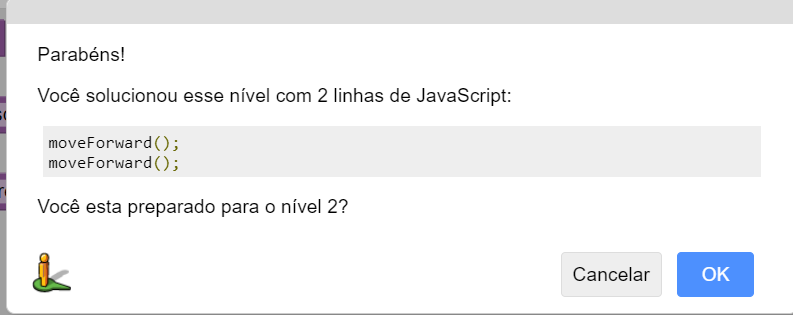 Parabéns!
Você solucionou esse nível com 2 linhas de JavaScript:
moveForward();
moveForward();
Você esta preparado para o nível 2?
Cancelar
OK